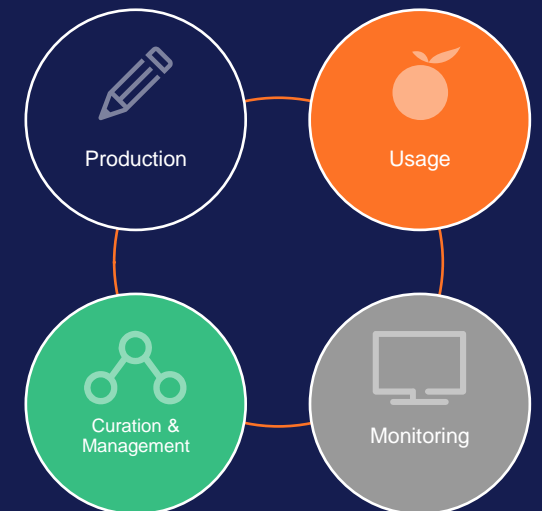 Production
Usage
Curation &
Management
Monitoring